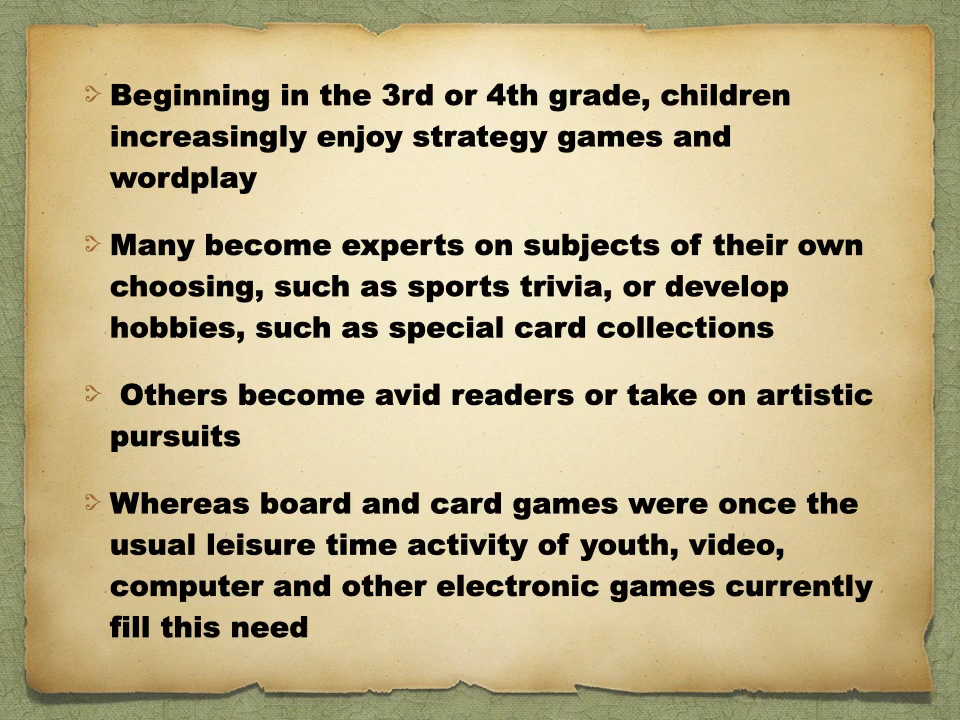 Beginning in the 3rd or 4th grade, children
increasingly enjoy strategy games and
wordplay
Many become experts on subjects of their own
choosing, such as sports trivia, or develop
hobbies, such as special card collections
Others become avid readers or take on artistic
pursuits
Whereas board and card games were once the
usual leisure time activity of youth, video,
computer and other electronic games currently
fill this need